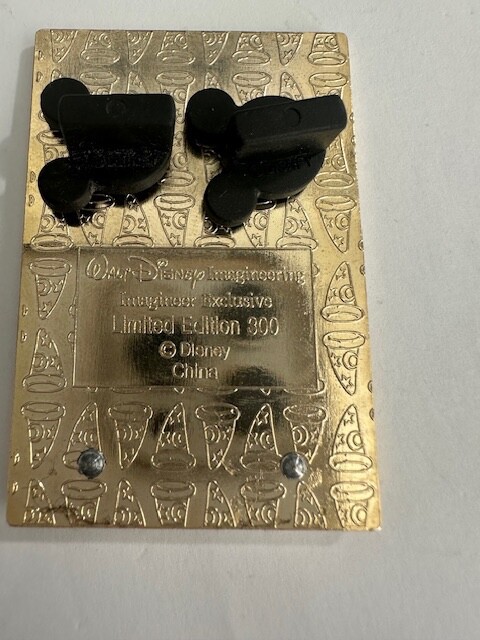 Walt Disney Imagineering
Imagineer Exclusive
Limited Edition 300
© Disney
China